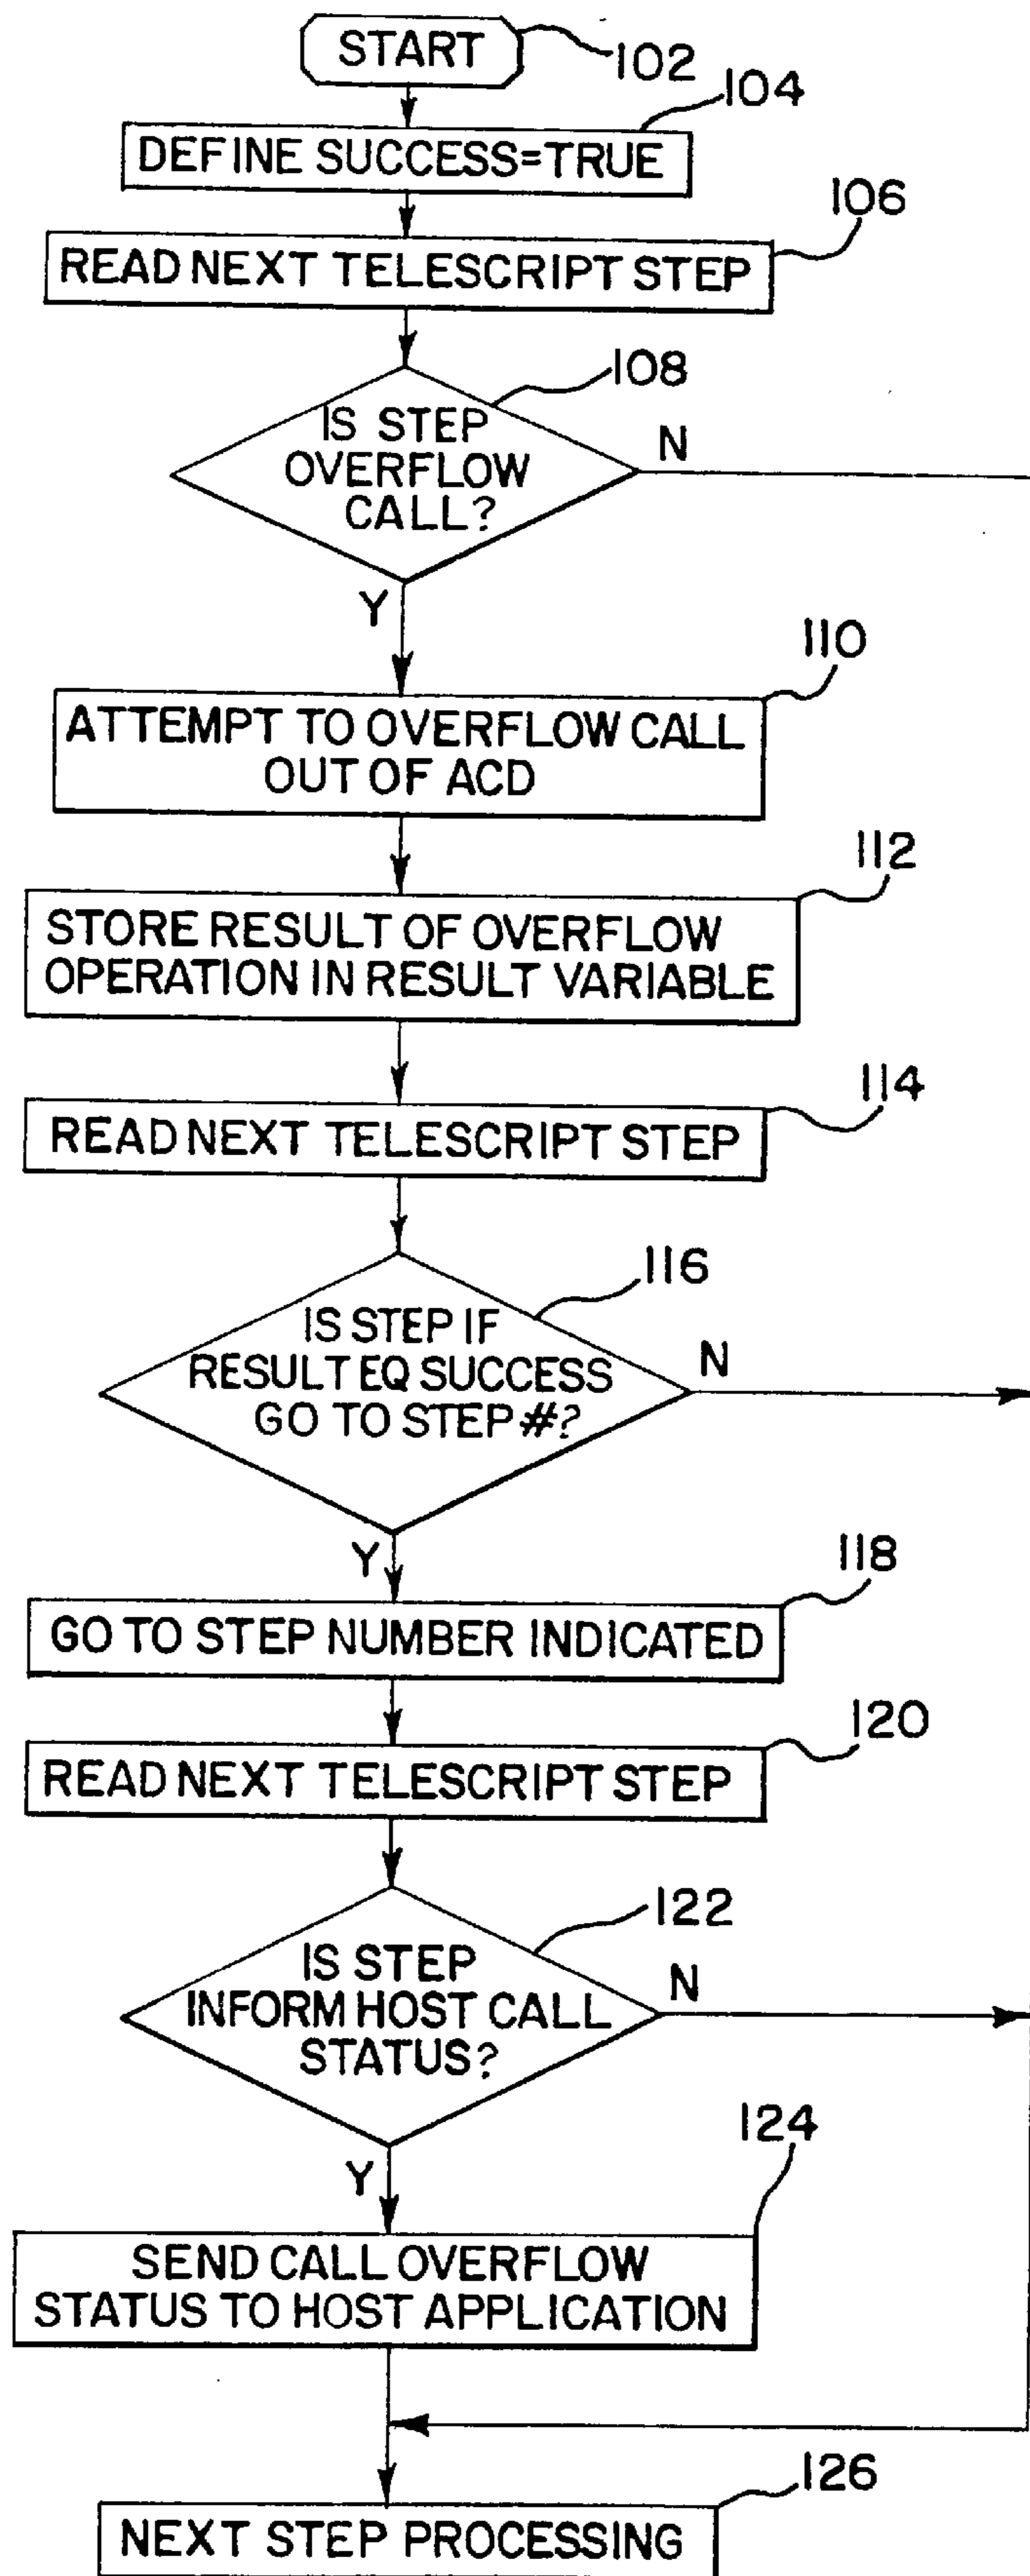 START
102
104
DEFINE SUCCESS=TRUE
106
READ NEXT TELESCRIPT STEP
108
IS STEP
OVERFLOW
CALL?
N
Y
110
ATTEMPT TO OVERFLOW CALL
OUT OF ACD
112
STORE RESULT OF OVERFLOW
OPERATION IN RESULT VARIABLE
114
READ NEXT TELESCRIPT STEP
116
IS STEP IF
RESULT EQ SUCCESS
GO TO STEP #?
N
Y
118
GO TO STEP NUMBER INDICATED
120
READ NEXT TELESCRIPT STEP
122
IS STEP
INFORM HOST CALL
STATUS?
N
Y
124
SEND CALL OVERFLOW
STATUS TO HOST APPLICATION
126
NEXT STEP PROCESSING